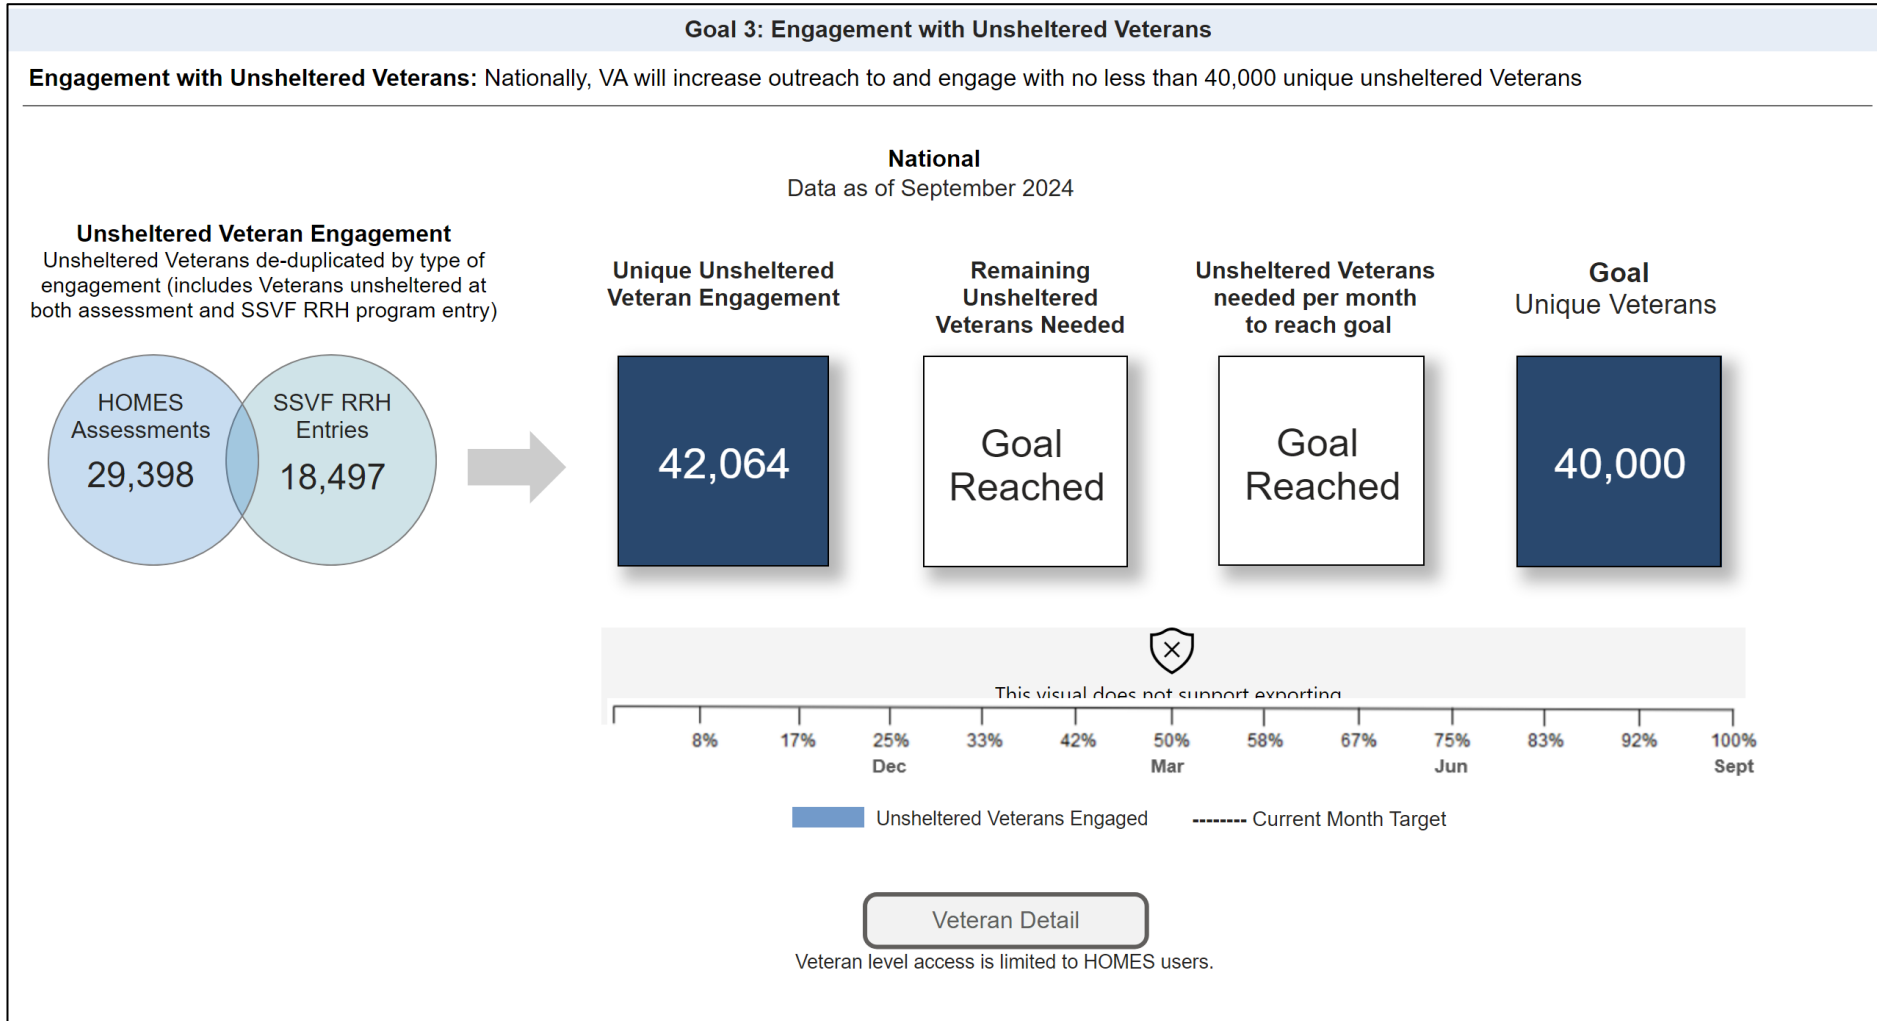 Goal 3: Engagement with Unsheltered Veterans
Engagement with Unsheltered Veterans: Nationally, VA will increase outreach to and engage with no less than 40,000 unique unsheltered Veterans
National
Data as of September 2024
Unsheltered Veteran Engagement
Unsheltered Veterans de-duplicated by type of
engagement (includes Veterans unsheltered at
both assessment and SSVF RRH program entry)
HOMES
Assessments
29,398
SSVF RRH
Entries
18,497
Unique Unsheltered
Veteran Engagement
42,064
Remaining
Unsheltered
Veterans Needed
Goal
Reached
Unsheltered Veterans
needed per month
to reach goal
Goal
Reached
Goal
Unique Veterans
40,000
This visual does not support exporting
8% 17% 25% 33% 42% 50% 58% 67% 75% 83% 92% 100%
Dec Mar Jun Sept
Unsheltered Veterans Engaged -------- Current Month Target
Veteran Detail
Veteran level access is limited to HOMES users.